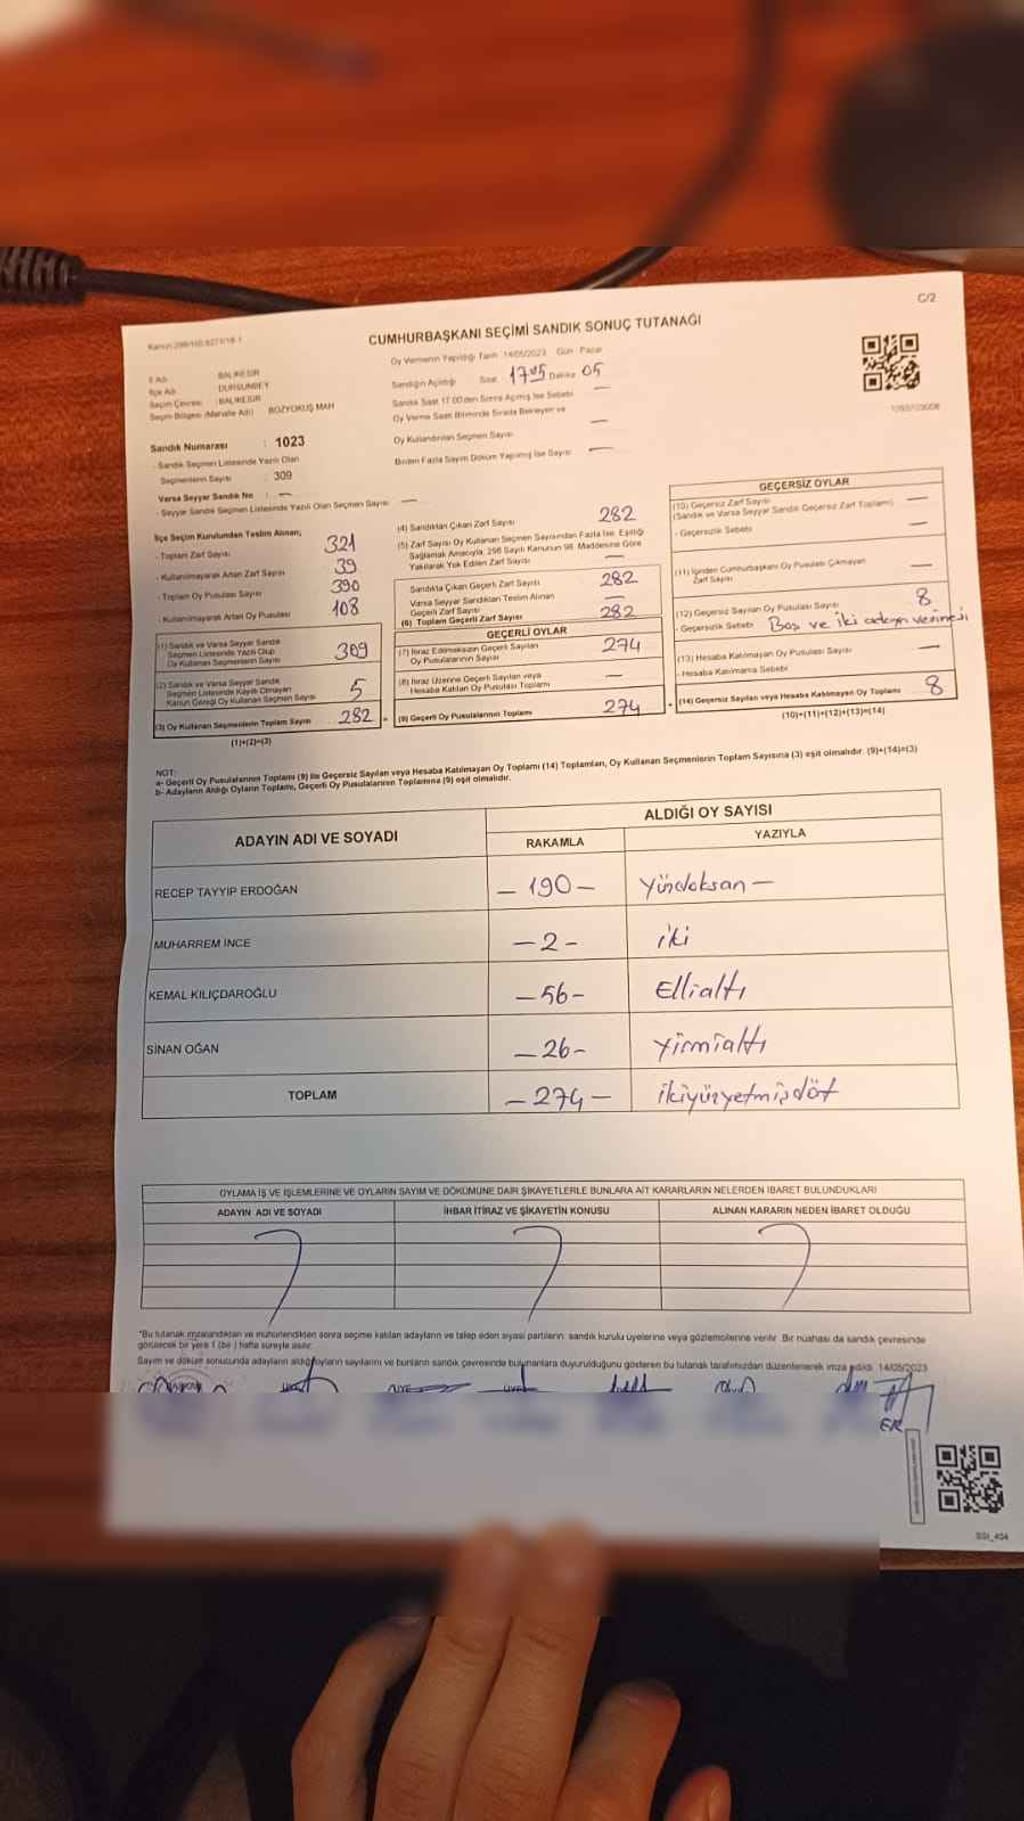 C/2
CUMHURBAŞKANI SEÇİMİ SANDIK SONUÇ TUTANAĞI
Oy Vermenin Yapıldığı Tarih : 14/05/2023 Gün : Pazar
İl Adı : BALIKESİR
İlçe Adı : DURSUNBEY
Seçim Çevresi : BALIKESİR
Seçim Bölgesi (Mahalle Adı) : BOZYOKUŞ MAH
Sandığın Açıldığı Saat : 1705 Dakika : 05
Sandık Saat 17.00'den Sonra Açılmış İse Sebebi : —
Oy Verme Saati Bitiminde Sırada Bekleyen ve
Oy Kullandırılan Seçmen Sayısı : —
Birden Fazla Sayım Döküm Yapılmış İse Sayısı : —
Sandık Numarası : 1023
- Sandık Seçmen Listesinde Yazılı Olan
Seçmenlerin Sayısı : 309
Varsa Seyyar Sandık No : —
- Seyyar Sandık Seçmen Listesinde Yazılı Olan Seçmen Sayısı : —
İlçe Seçim Kurulundan Teslim Alınan;
- Toplam Zarf Sayısı 321
- Kullanılmayarak Artan Zarf Sayısı 39
- Toplam Oy Pusulası Sayısı 390
- Kullanılmayarak Artan Oy Pusulası 108
(1) Sandık ve Varsa Seyyar Sandık
Seçmen Listesinde Yazılı Olup
Oy Kullanan Seçmenlerin Sayısı 309
(2) Sandık ve Varsa Seyyar Sandık
Seçmen Listesinde Kayıtlı Olmayan
Kanun Gereği Oy Kullanan Seçmen Sayısı 5
(3) Oy Kullanan Seçmenlerin Toplam Sayısı 282 =
(1)+(2)=(3)
(4) Sandıktan Çıkan Zarf Sayısı 282
(5) Zarf Sayısı Oy Kullanan Seçmen Sayısından Fazla İse, Eşitliği
Sağlamak Amacıyla, 298 Sayılı Kanunun 98. Maddesine Göre
Yakılarak Yok Edilen Zarf Sayısı —
Sandıkta Çıkan Geçerli Zarf Sayısı 282
Varsa Seyyar Sandıktan Teslim Alınan
Geçerli Zarf Sayısı —
(6) Toplam Geçerli Zarf Sayısı 282
GEÇERLİ OYLAR
(7) İtiraz Edilmeksizin Geçerli Sayılan
Oy Pusulalarının Sayısı 274
(8) İtiraz Üzerine Geçerli Sayılan veya
Hesaba Katılan Oy Pusulası Toplamı —
(9) Geçerli Oy Pusulalarının Toplamı 274 +
GEÇERSİZ OYLAR
(10) Geçersiz Zarf Sayısı
(Sandık ve Varsa Seyyar Sandık Geçersiz Zarf Toplamı) —
- Geçersizlik Sebebi : —
(11) İçinden Cumhurbaşkanı Oy Pusulası Çıkmayan
Zarf Sayısı —
(12) Geçersiz Sayılan Oy Pusulası Sayısı 8
- Geçersizlik Sebebi : Boş ve iki adaya verilmesi
(13) Hesaba Katılmayan Oy Pusulası Sayısı —
- Hesaba Katılmama Sebebi
(14) Geçersiz Sayılan veya Hesaba Katılmayan Oy Toplamı 8
(10)+(11)+(12)+(13)=(14)
NOT:
a- Geçerli Oy Pusulalarının Toplamı (9) ile Geçersiz Sayılan veya Hesaba Katılmayan Oy Toplamı (14) Toplamları, Oy Kullanan Seçmenlerin Toplam Sayısına (3) eşit olmalıdır. (9)+(14)=(3)
b- Adayların Aldığı Oyların Toplamı, Geçerli Oy Pusulalarının Toplamına (9) eşit olmalıdır.
ADAYIN ADI VE SOYADI
ALDIĞI OY SAYISI
RAKAMLA YAZIYLA
RECEP TAYYİP ERDOĞAN — 190 — Yüzdoksan —
MUHARREM İNCE — 2 - iki
KEMAL KILIÇDAROĞLU — 56 - Ellialtı
SİNAN OĞAN — 26 - Yirmialtı
TOPLAM — 274 — ikiyüzyetmişdöt
OYLAMA İŞ VE İŞLEMLERİNE VE OYLARIN SAYIM VE DÖKÜMÜNE DAİR ŞİKAYETLERLE BUNLARA AİT KARARLARIN NELERDEN İBARET BULUNDUKLARI
ADAYIN ADI VE SOYADI İHBAR İTİRAZ VE ŞİKAYETİN KONUSU ALINAN KARARIN NEDEN İBARET OLDUĞU
*Bu tutanak imzalandıktan ve mühürlendikten sonra seçime katılan adayların ve talep eden siyasi partilerin sandık kurulu üyelerine veya gözlemcilerine verilir. Bir nüshası da sandık çevresinde
görülecek bir yere 1 (bir) hafta süreyle asılır.
Sayım ve döküm sonucunda adayların aldığı oyların sayılarını ve bunların sandık çevresinde bulunanlara duyurulduğunu gösteren bu tutanak tarafımızdan düzenlenerek imza edildi. 14/05/2023
ER